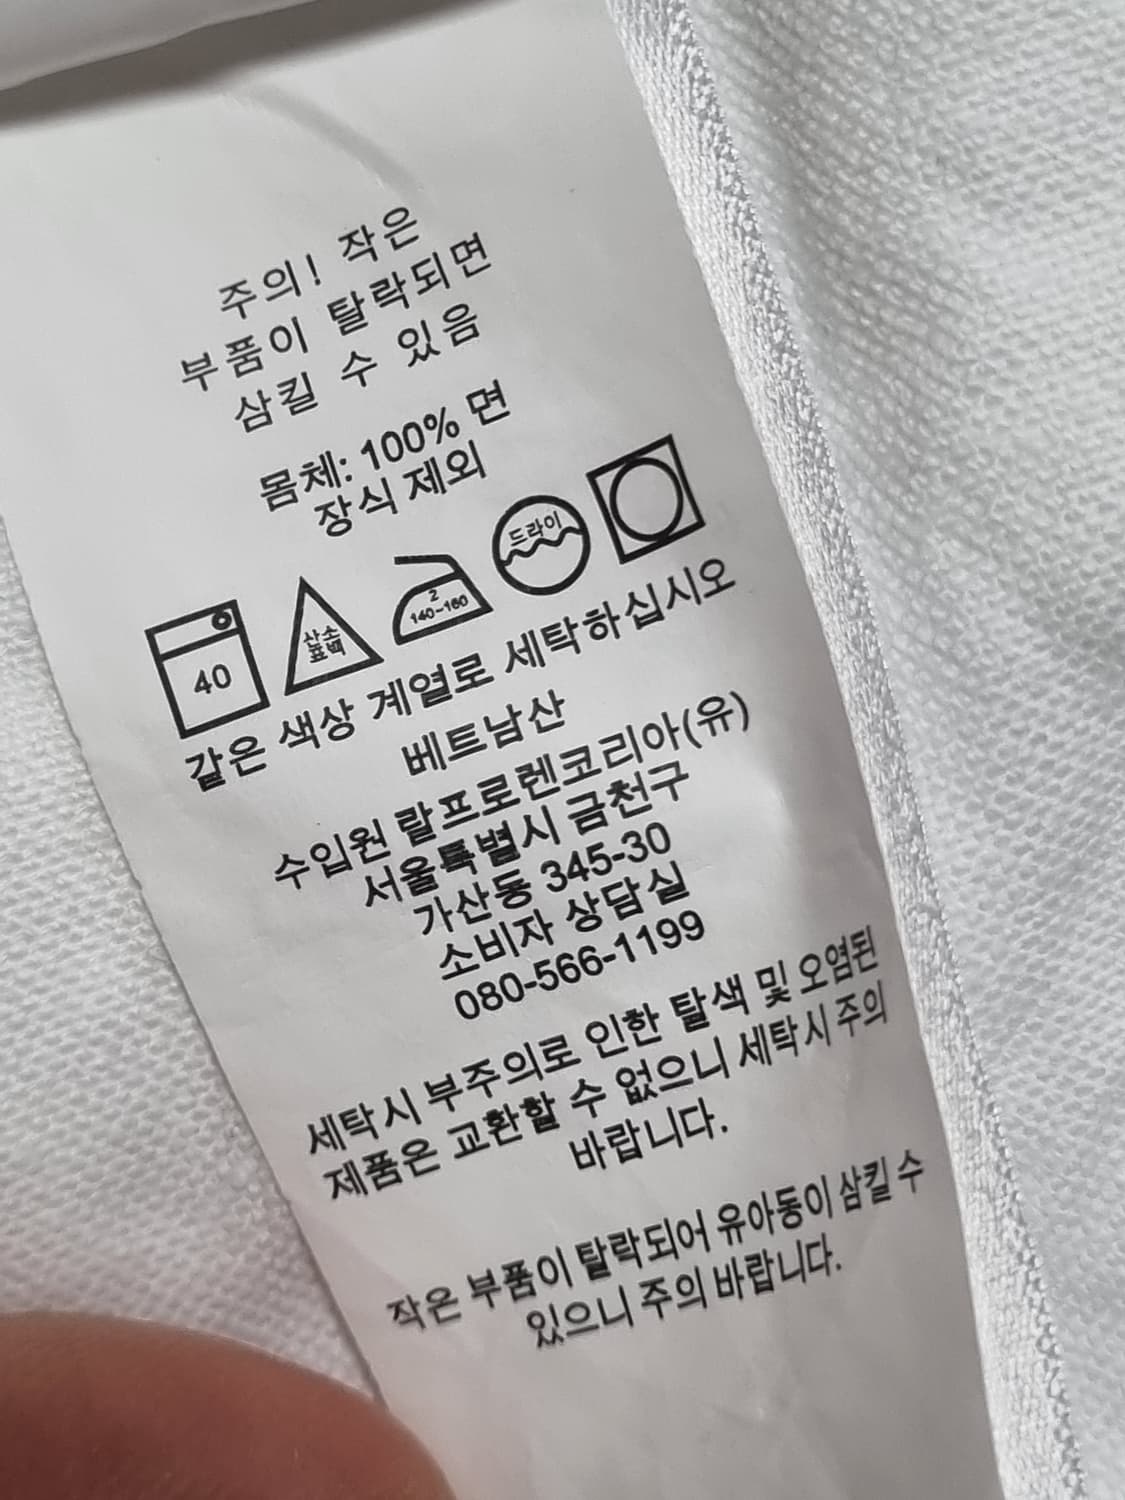 주의! 작은
부품이 탈락되면
삼킬 수 있음
몸체: 100% 면
장식 제외
40
산소
표백
2
140~160
드라이
같은 색상 계열로 세탁하십시오
베트남산
수입원 랄프로렌코리아(유)
서울특별시 금천구
가산동 345-30
소비자 상담실
080-566-1199
세탁시 부주의로 인한 탈색 및 오염된
제품은 교환할 수 없으니 세탁시 주의
바랍니다.
작은 부품이 탈락되어 유아동이 삼킬 수
있으니 주의 바랍니다.